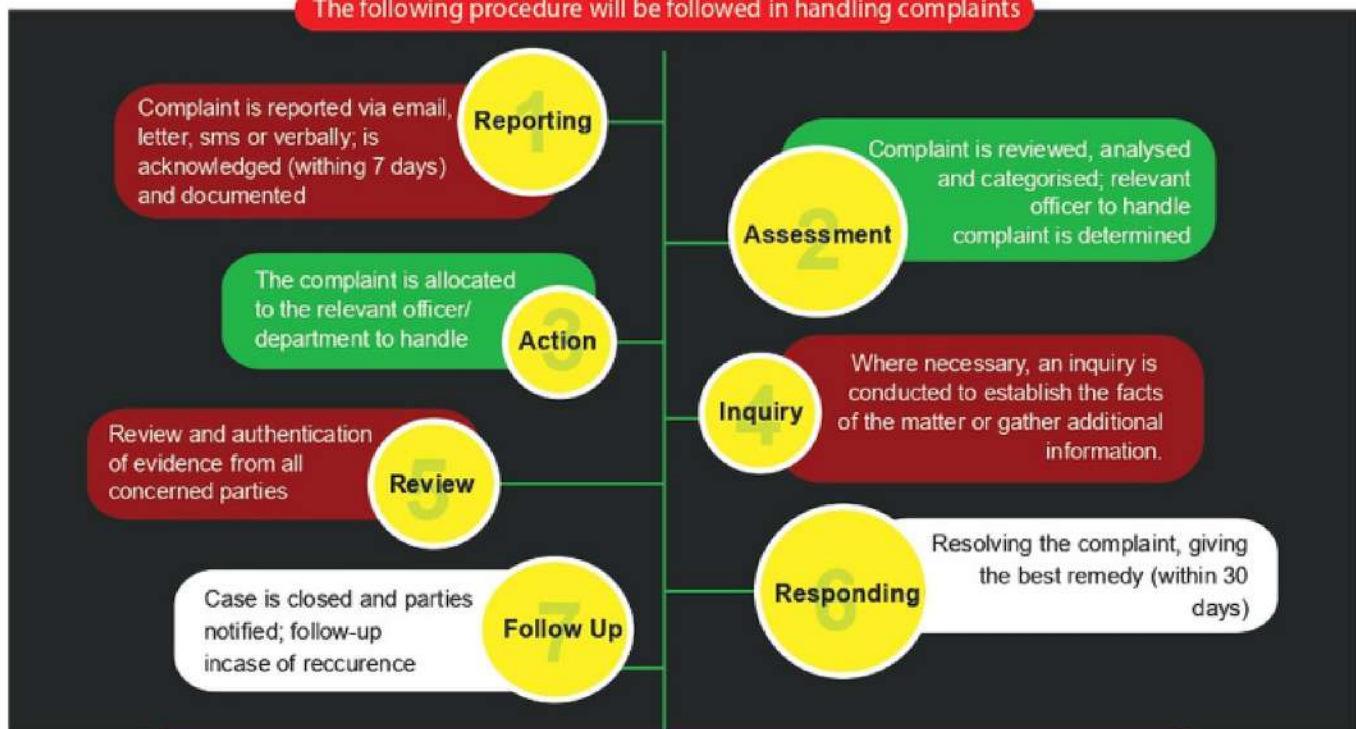 The following procedure will be followed in handling complaints
1
Reporting
Complaint is reported via email,
letter, sms or verbally; is
acknowledged (withing 7 days)
and documented
2
Assessment
Complaint is reviewed, analysed
and categorised; relevant
officer to handle
complaint is determined
3
Action
The complaint is allocated
to the relevant officer/
department to handle
4
Inquiry
Where necessary, an inquiry is
conducted to establish the facts
of the matter or gather additional
information.
5
Review
Review and authentication
of evidence from all
concerned parties
6
Responding
Resolving the complaint, giving
the best remedy (within 30
days)
7
Follow Up
Case is closed and parties
notified; follow-up
incase of reccurence